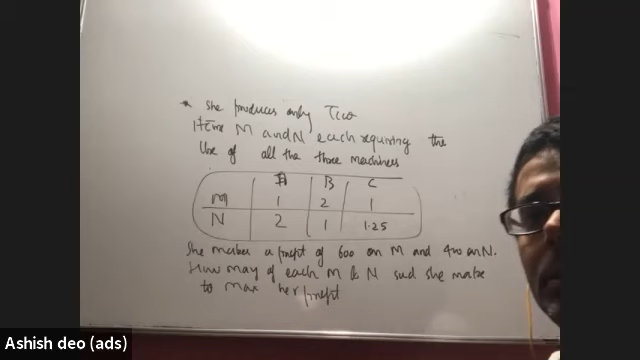 * She produces only Two
items M and N each requiring the
Use of all the three machines
B C
M 1 2 1
N 2 1 1.25
She makes a profit of 600 on M and 400 on N.
How may of each M & N sud she make
to max her profit
Ashish deo (ads)